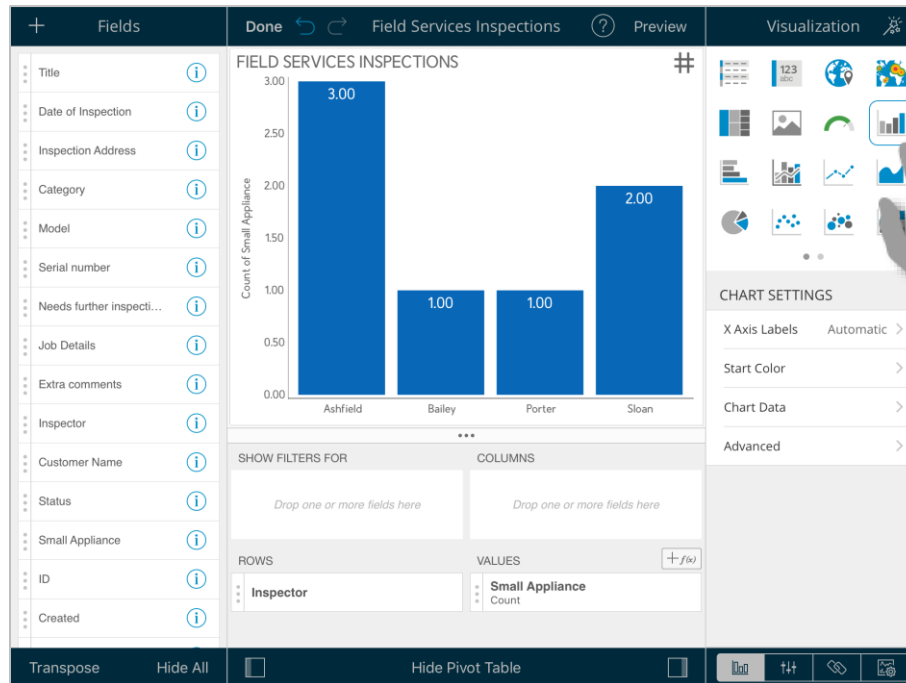 + Fields
Done Field Services Inspections ? Preview
Visualization
Title i
Date of Inspection i
Inspection Address i
Category i
Model i
Serial number i
Needs further inspecti... i
Job Details i
Extra comments i
Inspector i
Customer Name i
Status i
Small Appliance i
ID i
Created i
Transpose Hide All
FIELD SERVICES INSPECTIONS
Count of Small Appliance
3.00
2.50
2.00
1.50
1.00
0.50
0.00
3.00
1.00
1.00
2.00
Ashfield Bailey Porter Sloan
SHOW FILTERS FOR
Drop one or more fields here
COLUMNS
Drop one or more fields here
ROWS
Inspector
VALUES
+f(x)
Small Appliance
Count
Hide Pivot Table
123
abc
CHART SETTINGS
X Axis Labels Automatic >
Start Color >
Chart Data >
Advanced >